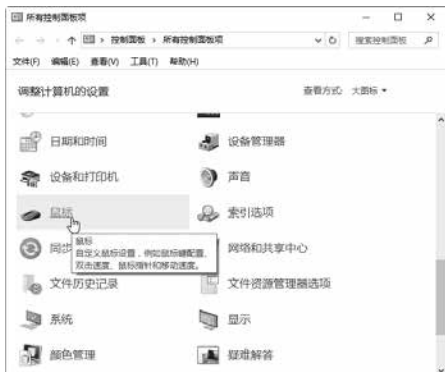 所有控制面板项
控制面板 > 所有控制面板项
搜索控制面板
文件(F) 编辑(E) 查看(V) 工具(T) 帮助(H)
调整计算机的设置
查看方式: 大图标
日期和时间
设备管理器
设备和打印机
声音
鼠标
索引选项
同步
鼠标
自定义鼠标设置，例如鼠标键配置、
双击速度、鼠标指针和移动速度。
网络和共享中心
文件历史记录
文件资源管理器选项
系统
显示
颜色管理
疑难解答